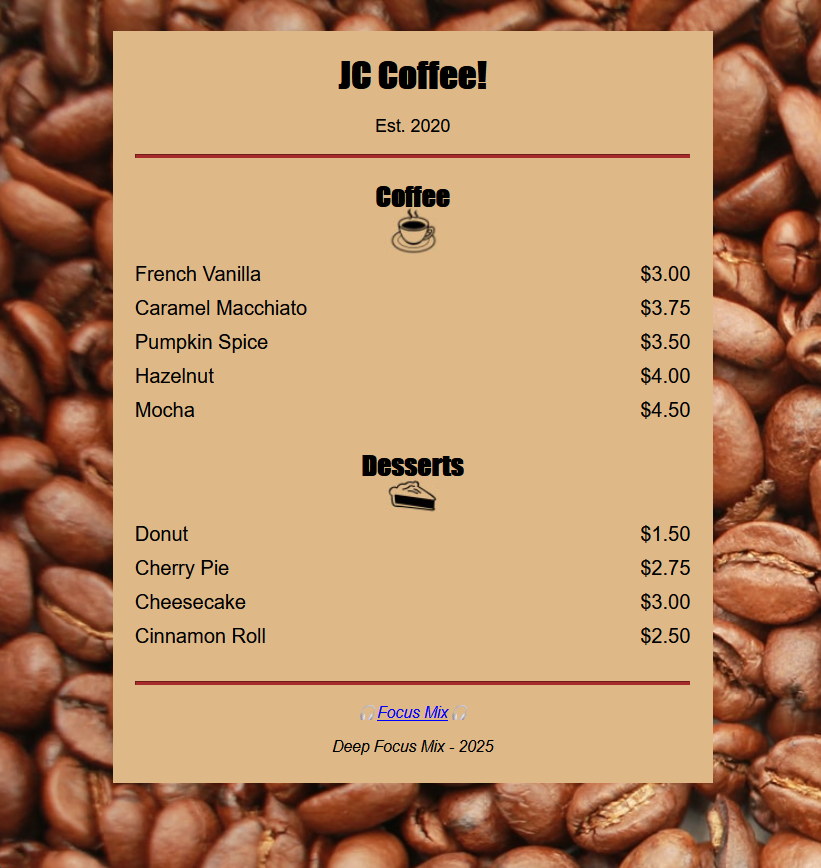 JC Coffee!
Est. 2020
Coffee
French Vanilla $3.00
Caramel Macchiato $3.75
Pumpkin Spice $3.50
Hazelnut $4.00
Mocha $4.50
Desserts
Donut $1.50
Cherry Pie $2.75
Cheesecake $3.00
Cinnamon Roll $2.50
🎧Focus Mix🎧
Deep Focus Mix - 2025